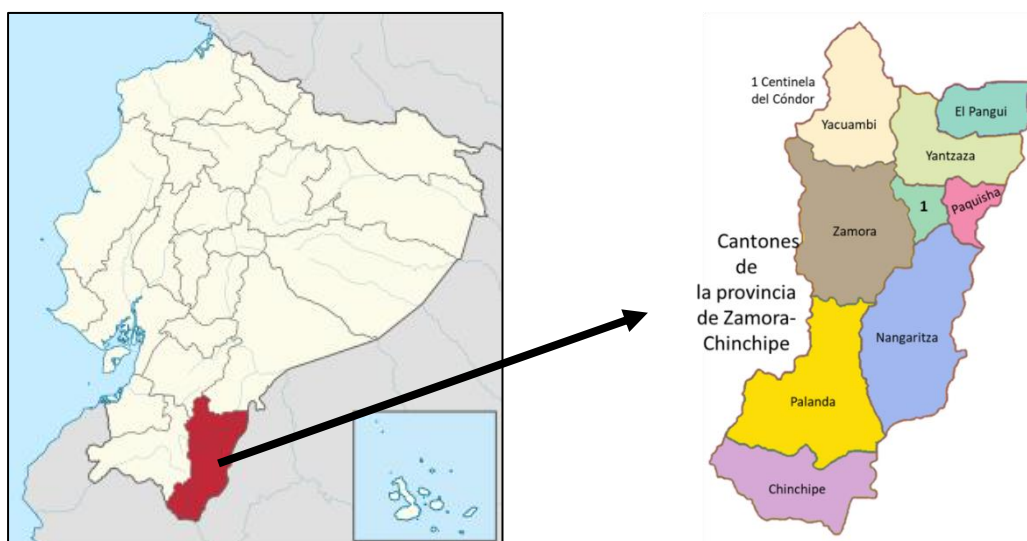 1 Centinela
del Cóndor
Yacuambi
El Pangui
Yantzaza
1
Paquisha
Zamora
Cantones
de
la provincia
de Zamora-
Chinchipe
Nangaritza
Palanda
Chinchipe